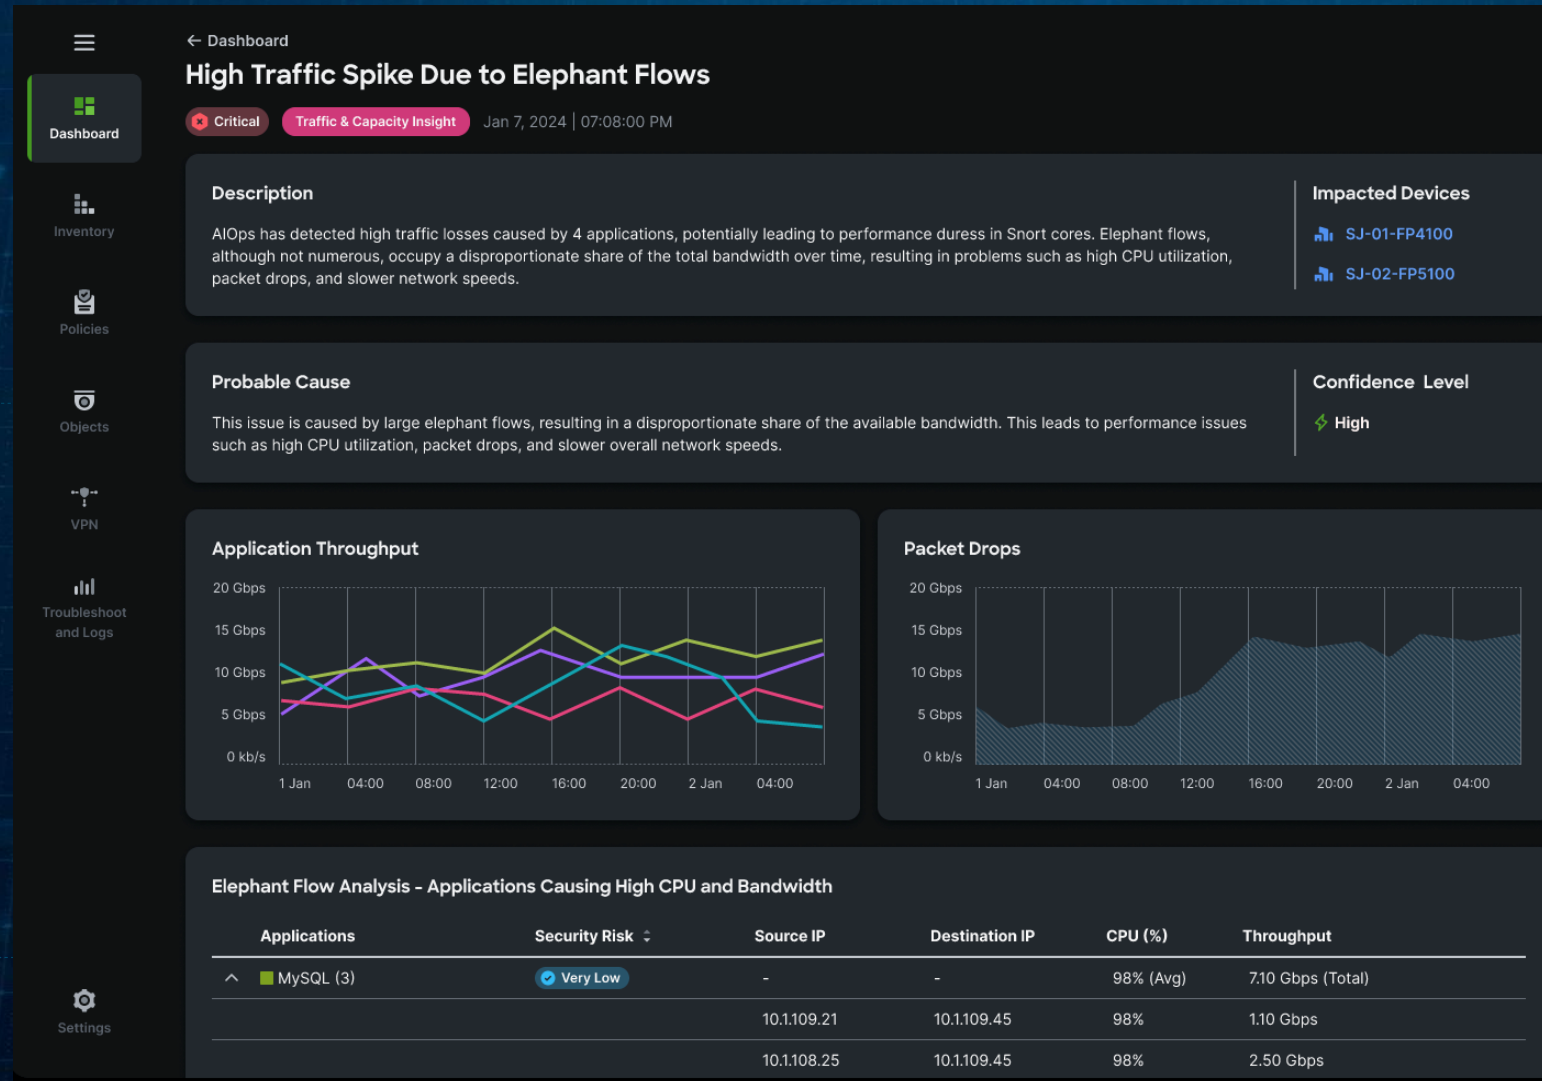 Dashboard
High Traffic Spike Due to Elephant Flows
Critical
Traffic & Capacity Insight
Jan 7, 2024 | 07:08:00 PM
Dashboard
Inventory
Policies
Objects
VPN
Troubleshoot
and Logs
Settings
Description
AIOps has detected high traffic losses caused by 4 applications, potentially leading to performance duress in Snort cores. Elephant flows,
although not numerous, occupy a disproportionate share of the total bandwidth over time, resulting in problems such as high CPU utilization,
packet drops, and slower network speeds.
Impacted Devices
SJ-01-FP4100
SJ-02-FP5100
Probable Cause
This issue is caused by large elephant flows, resulting in a disproportionate share of the available bandwidth. This leads to performance issues
such as high CPU utilization, packet drops, and slower overall network speeds.
Confidence Level
High
Application Throughput
20 Gbps
15 Gbps
10 Gbps
5 Gbps
0 kb/s
1 Jan 04:00 08:00 12:00 16:00 20:00 2 Jan 04:00
Packet Drops
20 Gbps
15 Gbps
10 Gbps
5 Gbps
0 kb/s
1 Jan 04:00 08:00 12:00 16:00 20:00 2 Jan 04:00
Elephant Flow Analysis - Applications Causing High CPU and Bandwidth
Applications Security Risk Source IP Destination IP CPU (%) Throughput
MySQL (3) Very Low - - 98% (Avg) 7.10 Gbps (Total)
10.1.109.21 10.1.109.45 98% 1.10 Gbps
10.1.108.25 10.1.109.45 98% 2.50 Gbps